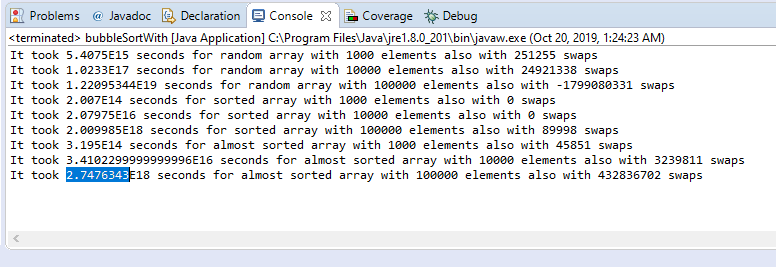 Problems @ Javadoc Declaration Console Coverage Debug
<terminated> bubbleSortWith [Java Application] C:\Program Files\Java\jre1.8.0_201\bin\javaw.exe (Oct 20, 2019, 1:24:23 AM)
It took 5.4075E15 seconds for random array with 1000 elements also with 251255 swaps
It took 1.0233E17 seconds for random array with 10000 elements also with 24921338 swaps
It took 1.22095344E19 seconds for random array with 100000 elements also with -1799080331 swaps
It took 2.007E14 seconds for sorted array with 1000 elements also with 0 swaps
It took 2.07975E16 seconds for sorted array with 10000 elements also with 0 swaps
It took 2.009985E18 seconds for sorted array with 100000 elements also with 89998 swaps
It took 3.195E14 seconds for almost sorted array with 1000 elements also with 45851 swaps
It took 3.4102299999999996E16 seconds for almost sorted array with 10000 elements also with 3239811 swaps
It took 2.7476343E18 seconds for almost sorted array with 100000 elements also with 432836702 swaps